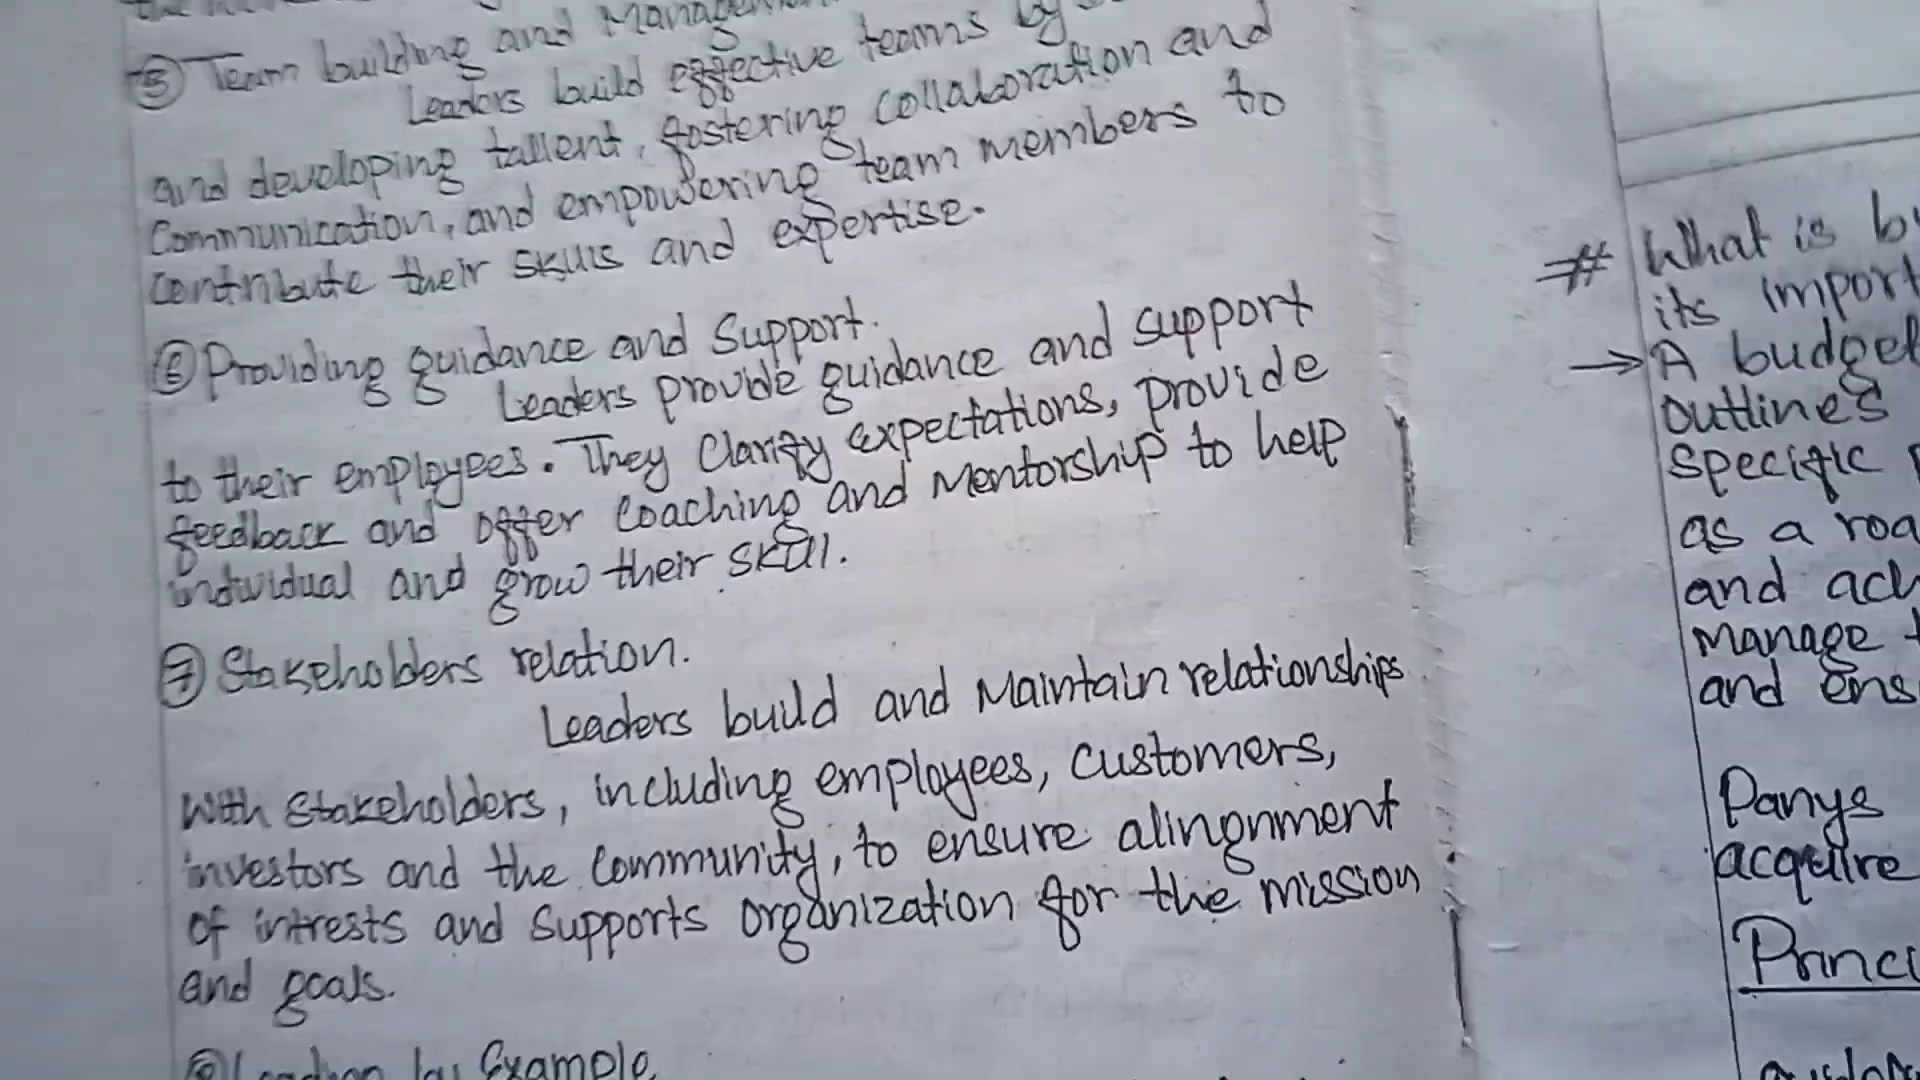 ⑤ Team building and Manageme
Leaders build effective teams by
and developing tallent, fostering collaboration and
Communication, and empowering team members to
contribute their skills and expertise.
⑥ Providing guidance and Support.
Leaders provide guidance and support
to their employees. They Clarify expectations, provide
feedback and offer coaching and Mentorship to help
individual and grow their skill.
⑦ Stakeholders relation.
Leaders build and Maintain relationships
With Stakeholders, including employees, customers,
investors and the community, to ensure alingnment
of intrests and supports organization for the mission
and goals.
by Example
# What is bu
its import
→ A budget
outlines
specific p
as a roa
and ach
Manage t
and ens
Panys
acquire
Princi